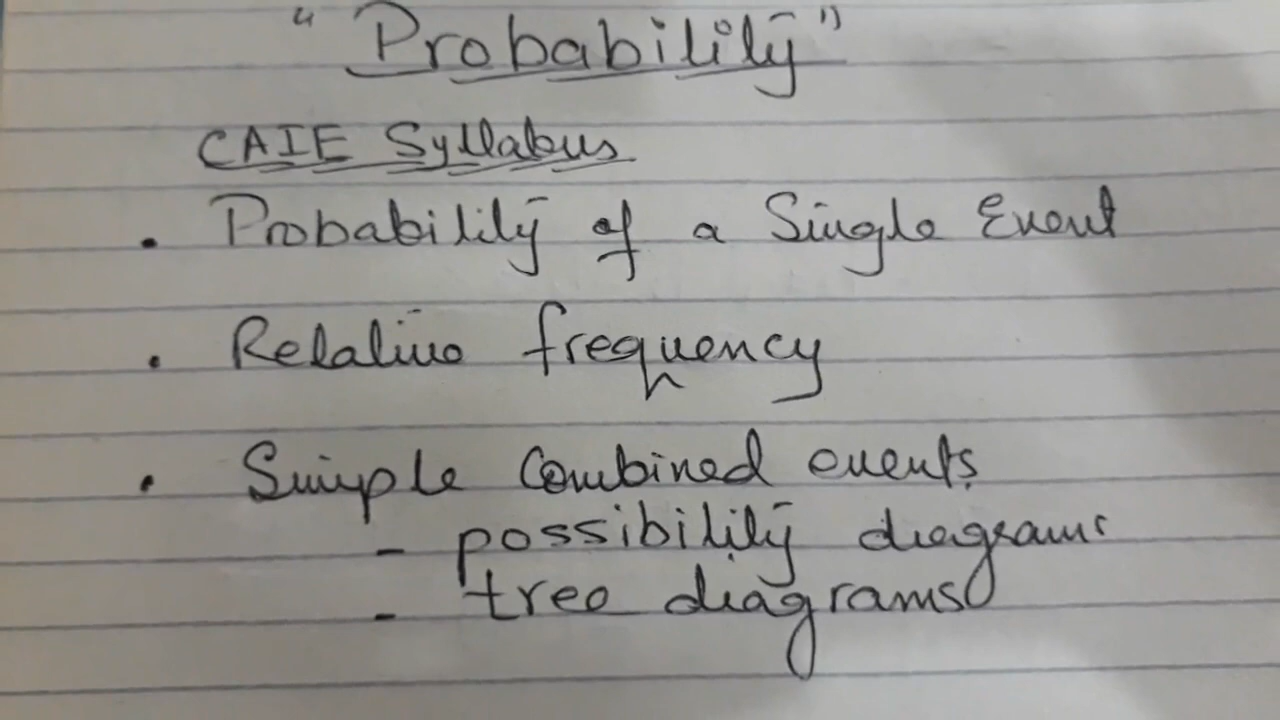 "Probability"
CAIE Syllabus
. Probability of a Single Event
. Relative frequency
. Simple Combined events
- possibility diagrams
- tree diagrams